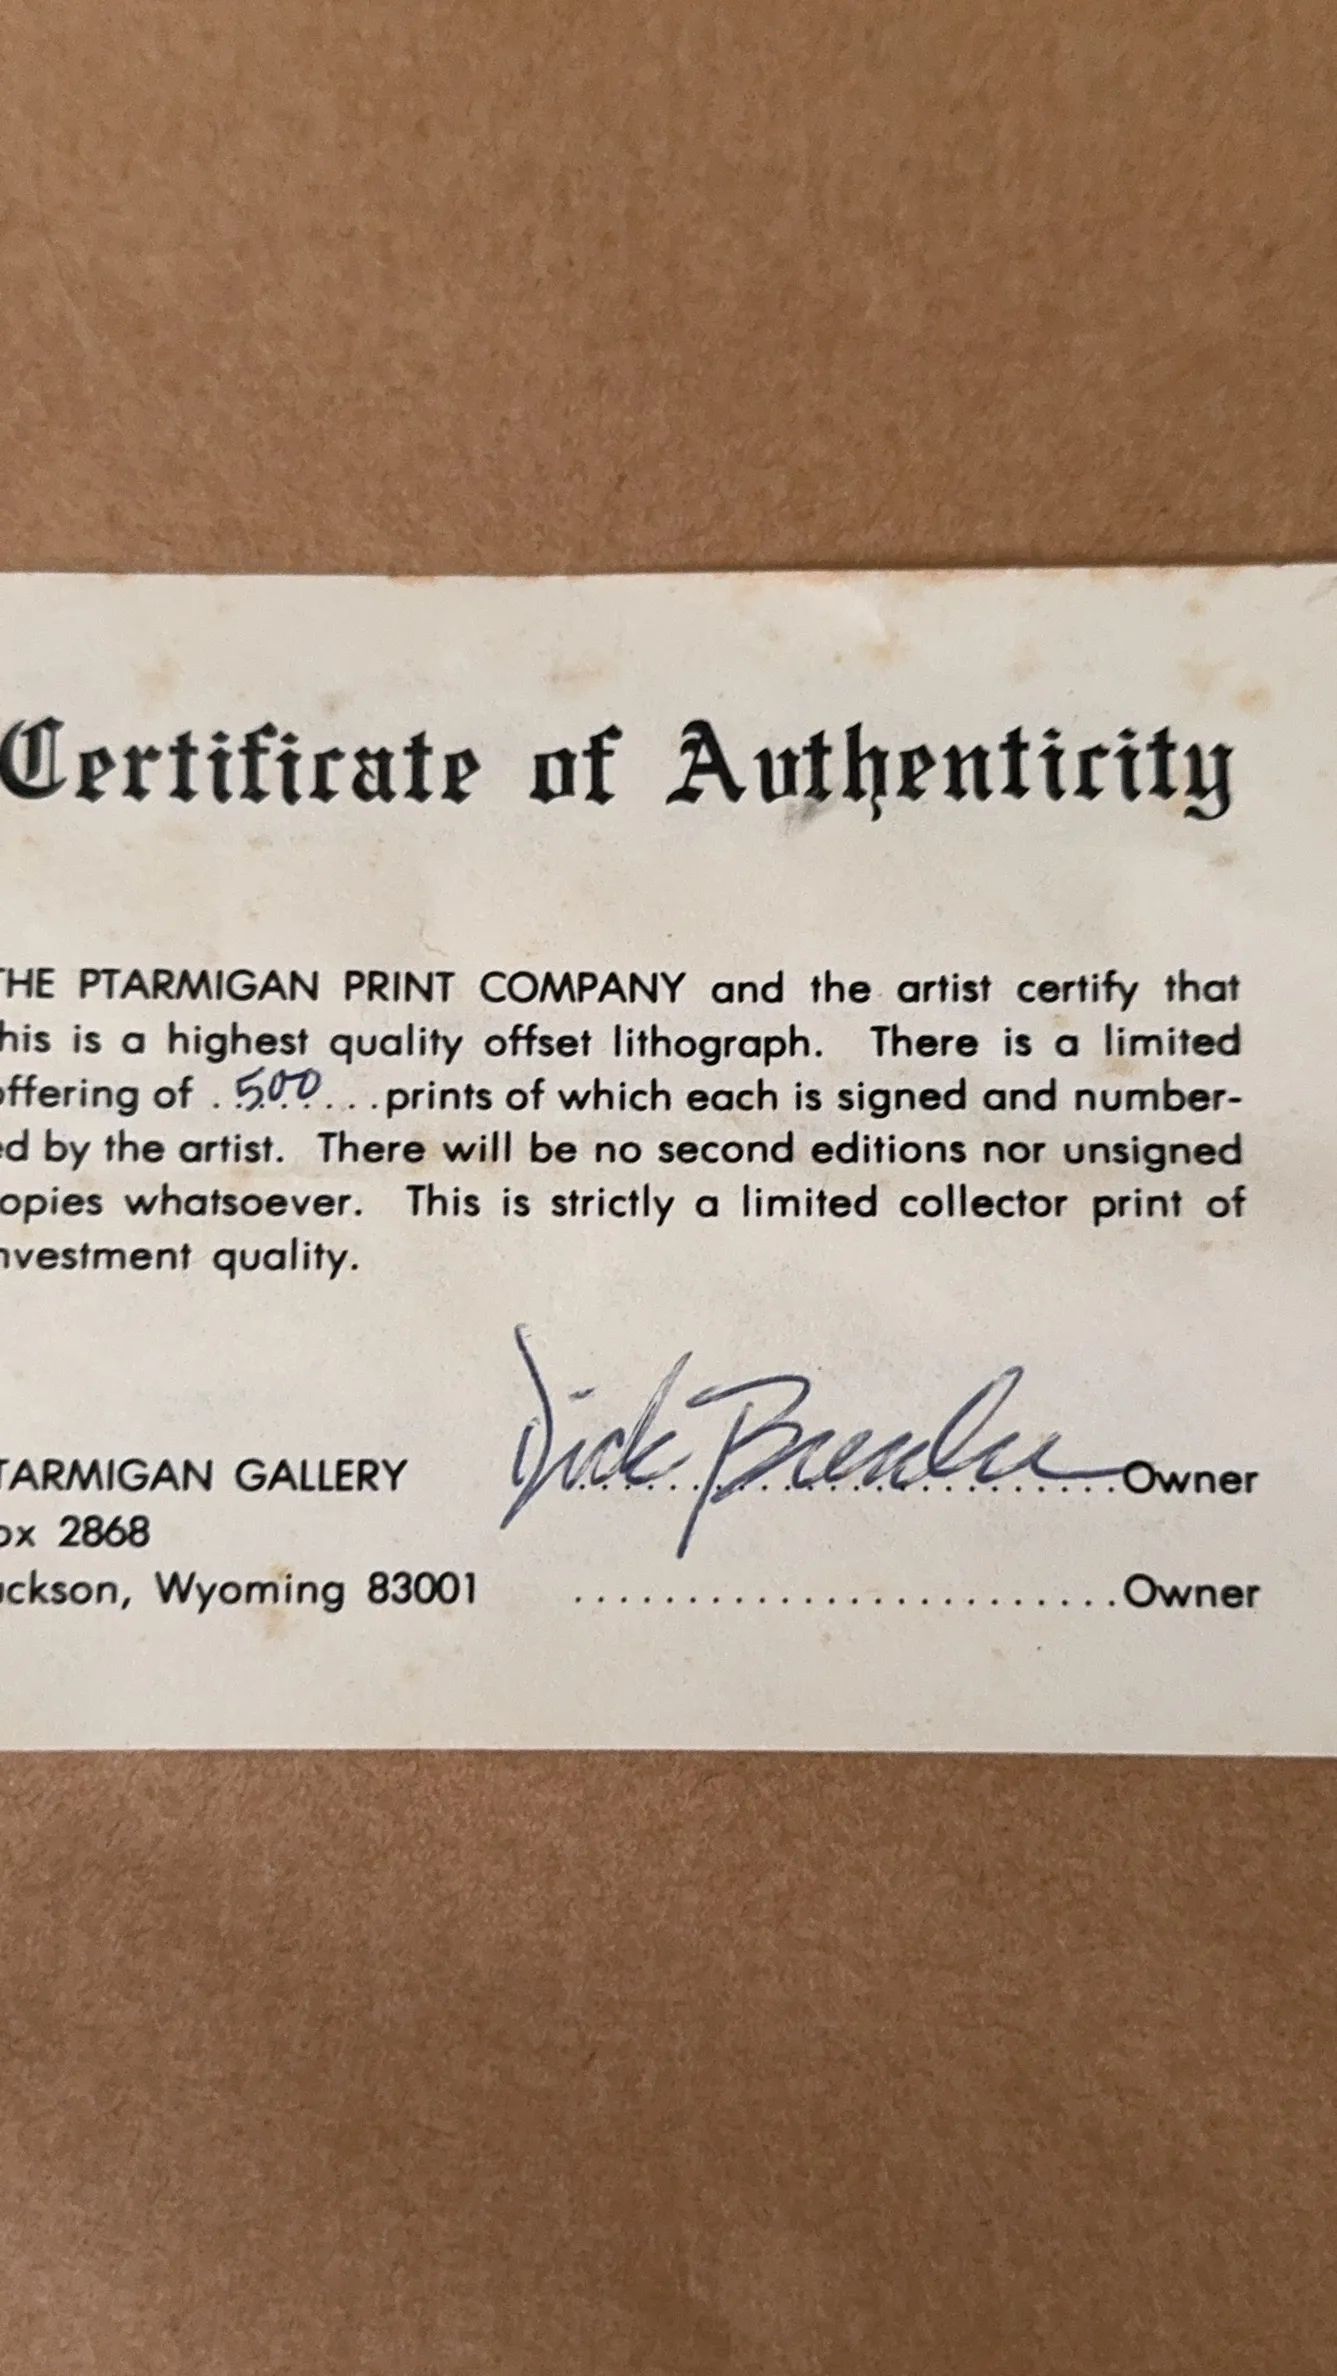 Certificate of Authenticity
THE PTARMIGAN PRINT COMPANY and the artist certify that
his is a highest quality offset lithograph. There is a limited
offering of . 500 . . . prints of which each is signed and number-
ed by the artist. There will be no second editions nor unsigned
opies whatsoever. This is strictly a limited collector print of
nvestment quality.
TARMIGAN GALLERY
Dick ..........................Owner
ox 2868
ckson, Wyoming 83001
..........................Owner